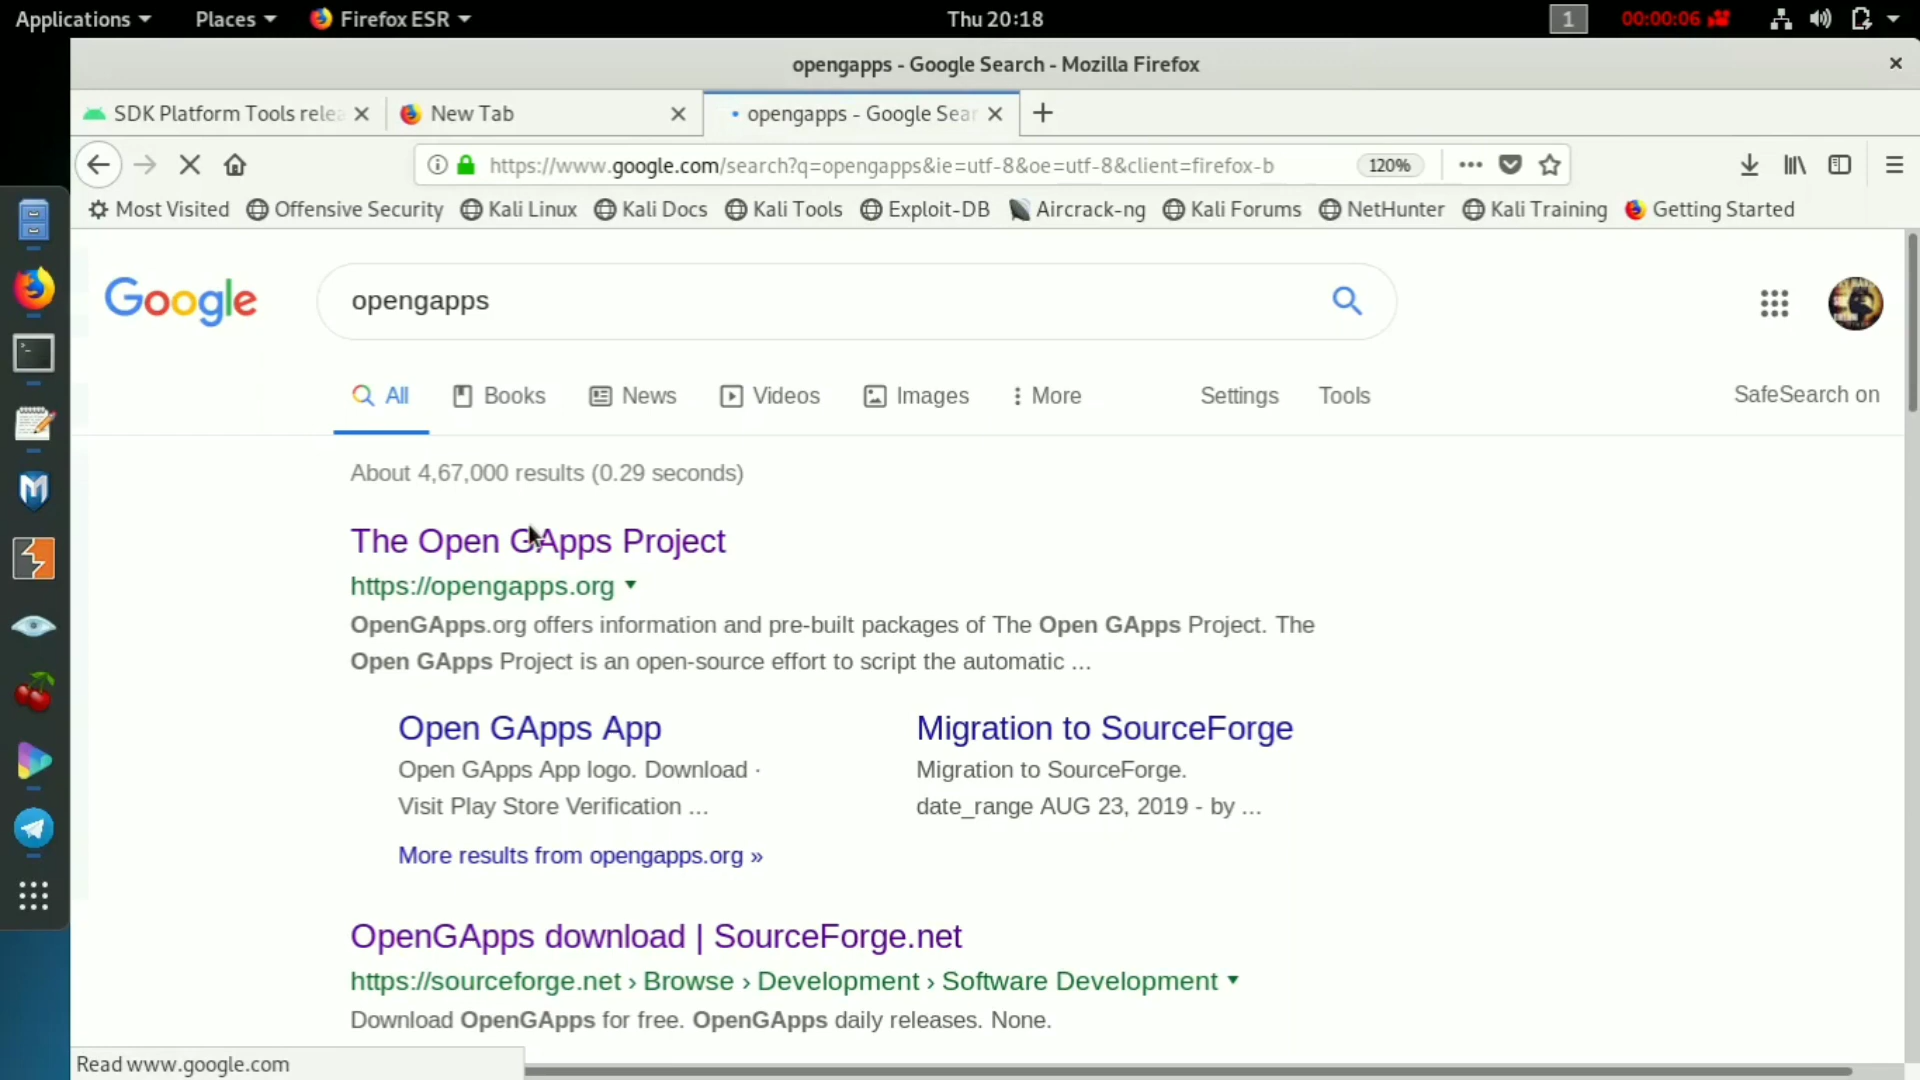 Applications Places Firefox ESR Thu 20:18 1 00:00:06
opengapps - Google Search - Mozilla Firefox
SDK Platform Tools relea New Tab opengapps - Google Sear
https://www.google.com/search?q=opengapps&ie=utf-8&oe=utf-8&client=firefox-b 120%
Most Visited Offensive Security Kali Linux Kali Docs Kali Tools Exploit-DB Aircrack-ng Kali Forums NetHunter Kali Training Getting Started
Google opengapps
All Books News Videos Images More Settings Tools SafeSearch on
About 4,67,000 results (0.29 seconds)
The Open GApps Project
https://opengapps.org
OpenGApps.org offers information and pre-built packages of The Open GApps Project. The
Open GApps Project is an open-source effort to script the automatic ...
Open GApps App Migration to SourceForge
Open GApps App logo. Download · Migration to SourceForge.
Visit Play Store Verification ... date_range AUG 23, 2019 - by ...
More results from opengapps.org »
OpenGApps download | SourceForge.net
https://sourceforge.net › Browse › Development › Software Development
Download OpenGApps for free. OpenGApps daily releases. None.
Read www.google.com